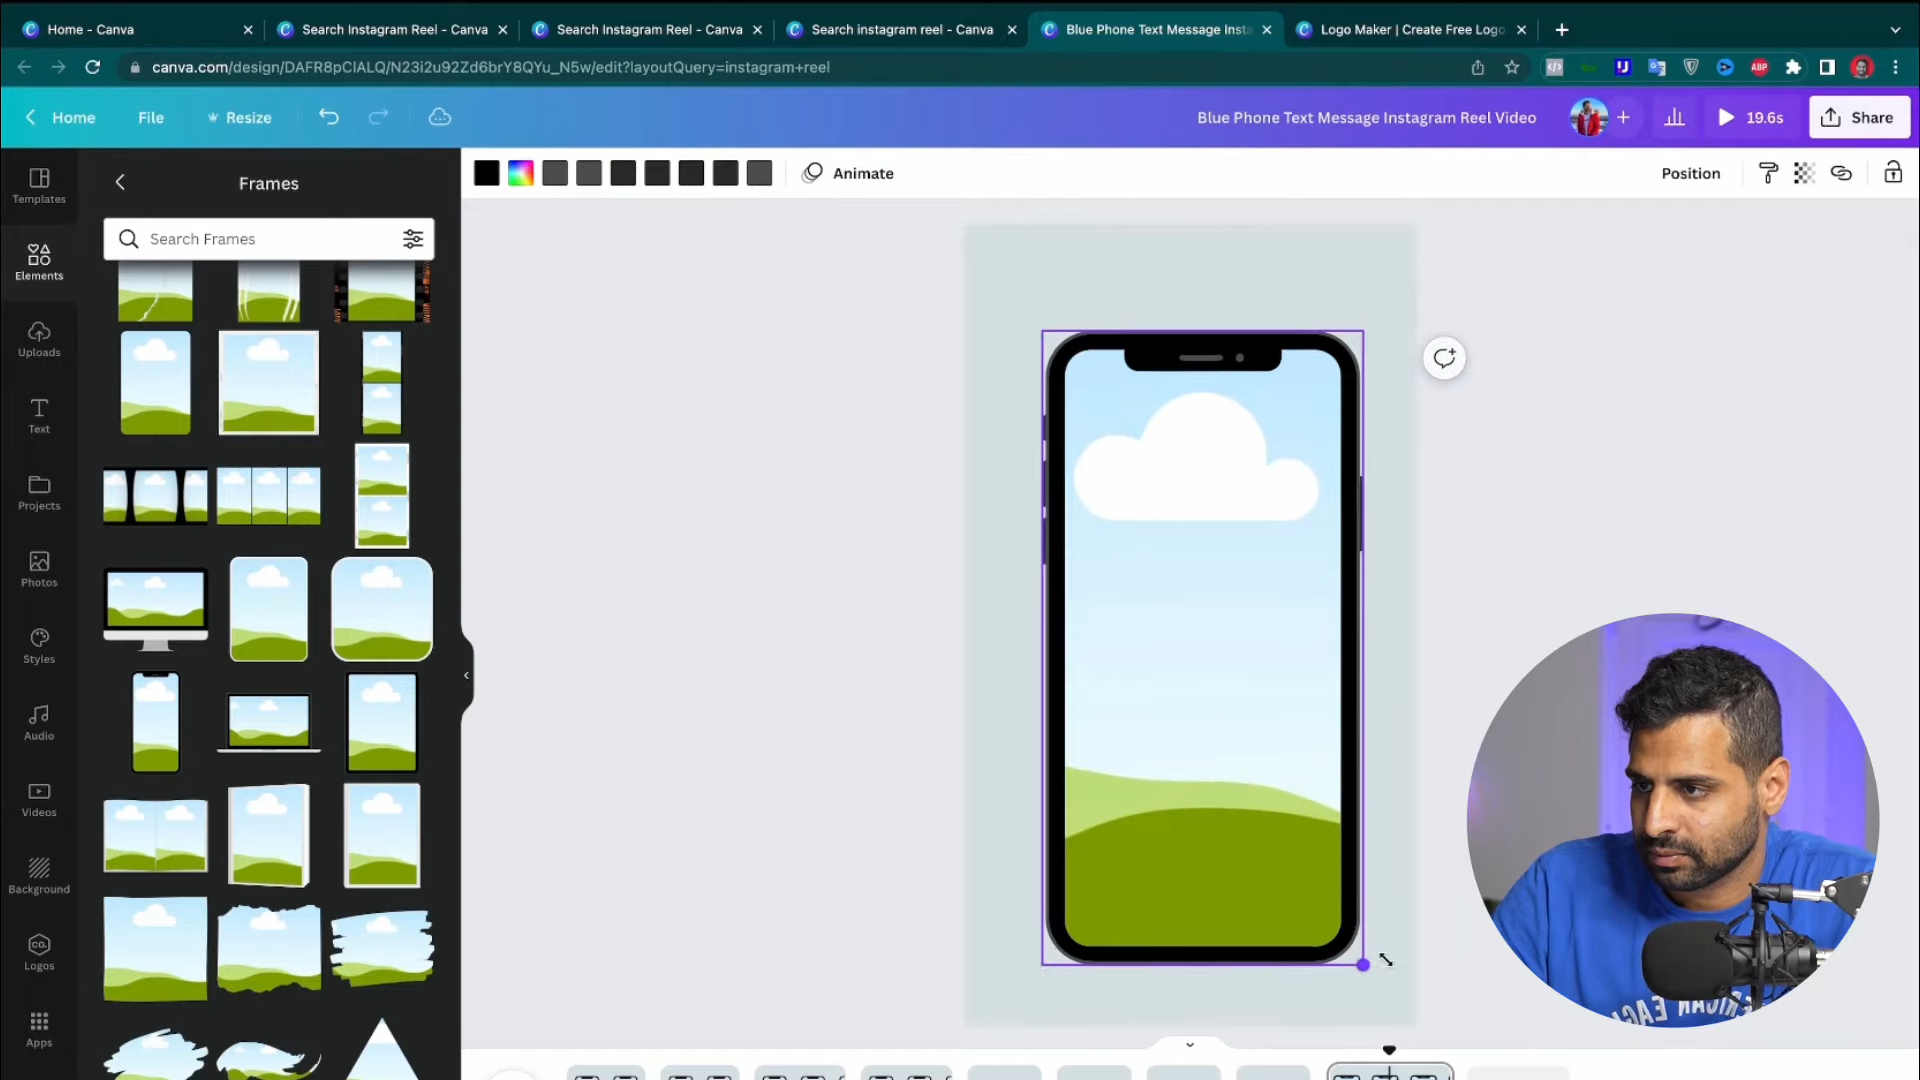 Home - Canva
Search Instagram Reel - Canva
Search Instagram Reel - Canva
Search instagram reel - Canva
Blue Phone Text Message Insta
Logo Maker | Create Free Logo
canva.com/design/DAFR8pClALQ/N23i2u92Zd6brY8QYu_N5w/edit?layoutQuery=instagram+reel
ABP
Home
File
Resize
Blue Phone Text Message Instagram Reel Video
19.6s
Share
Templates
Elements
Uploads
Text
Projects
Photos
Styles
Audio
Videos
Background
CO.
Logos
Apps
Frames
Search Frames
Animate
Position